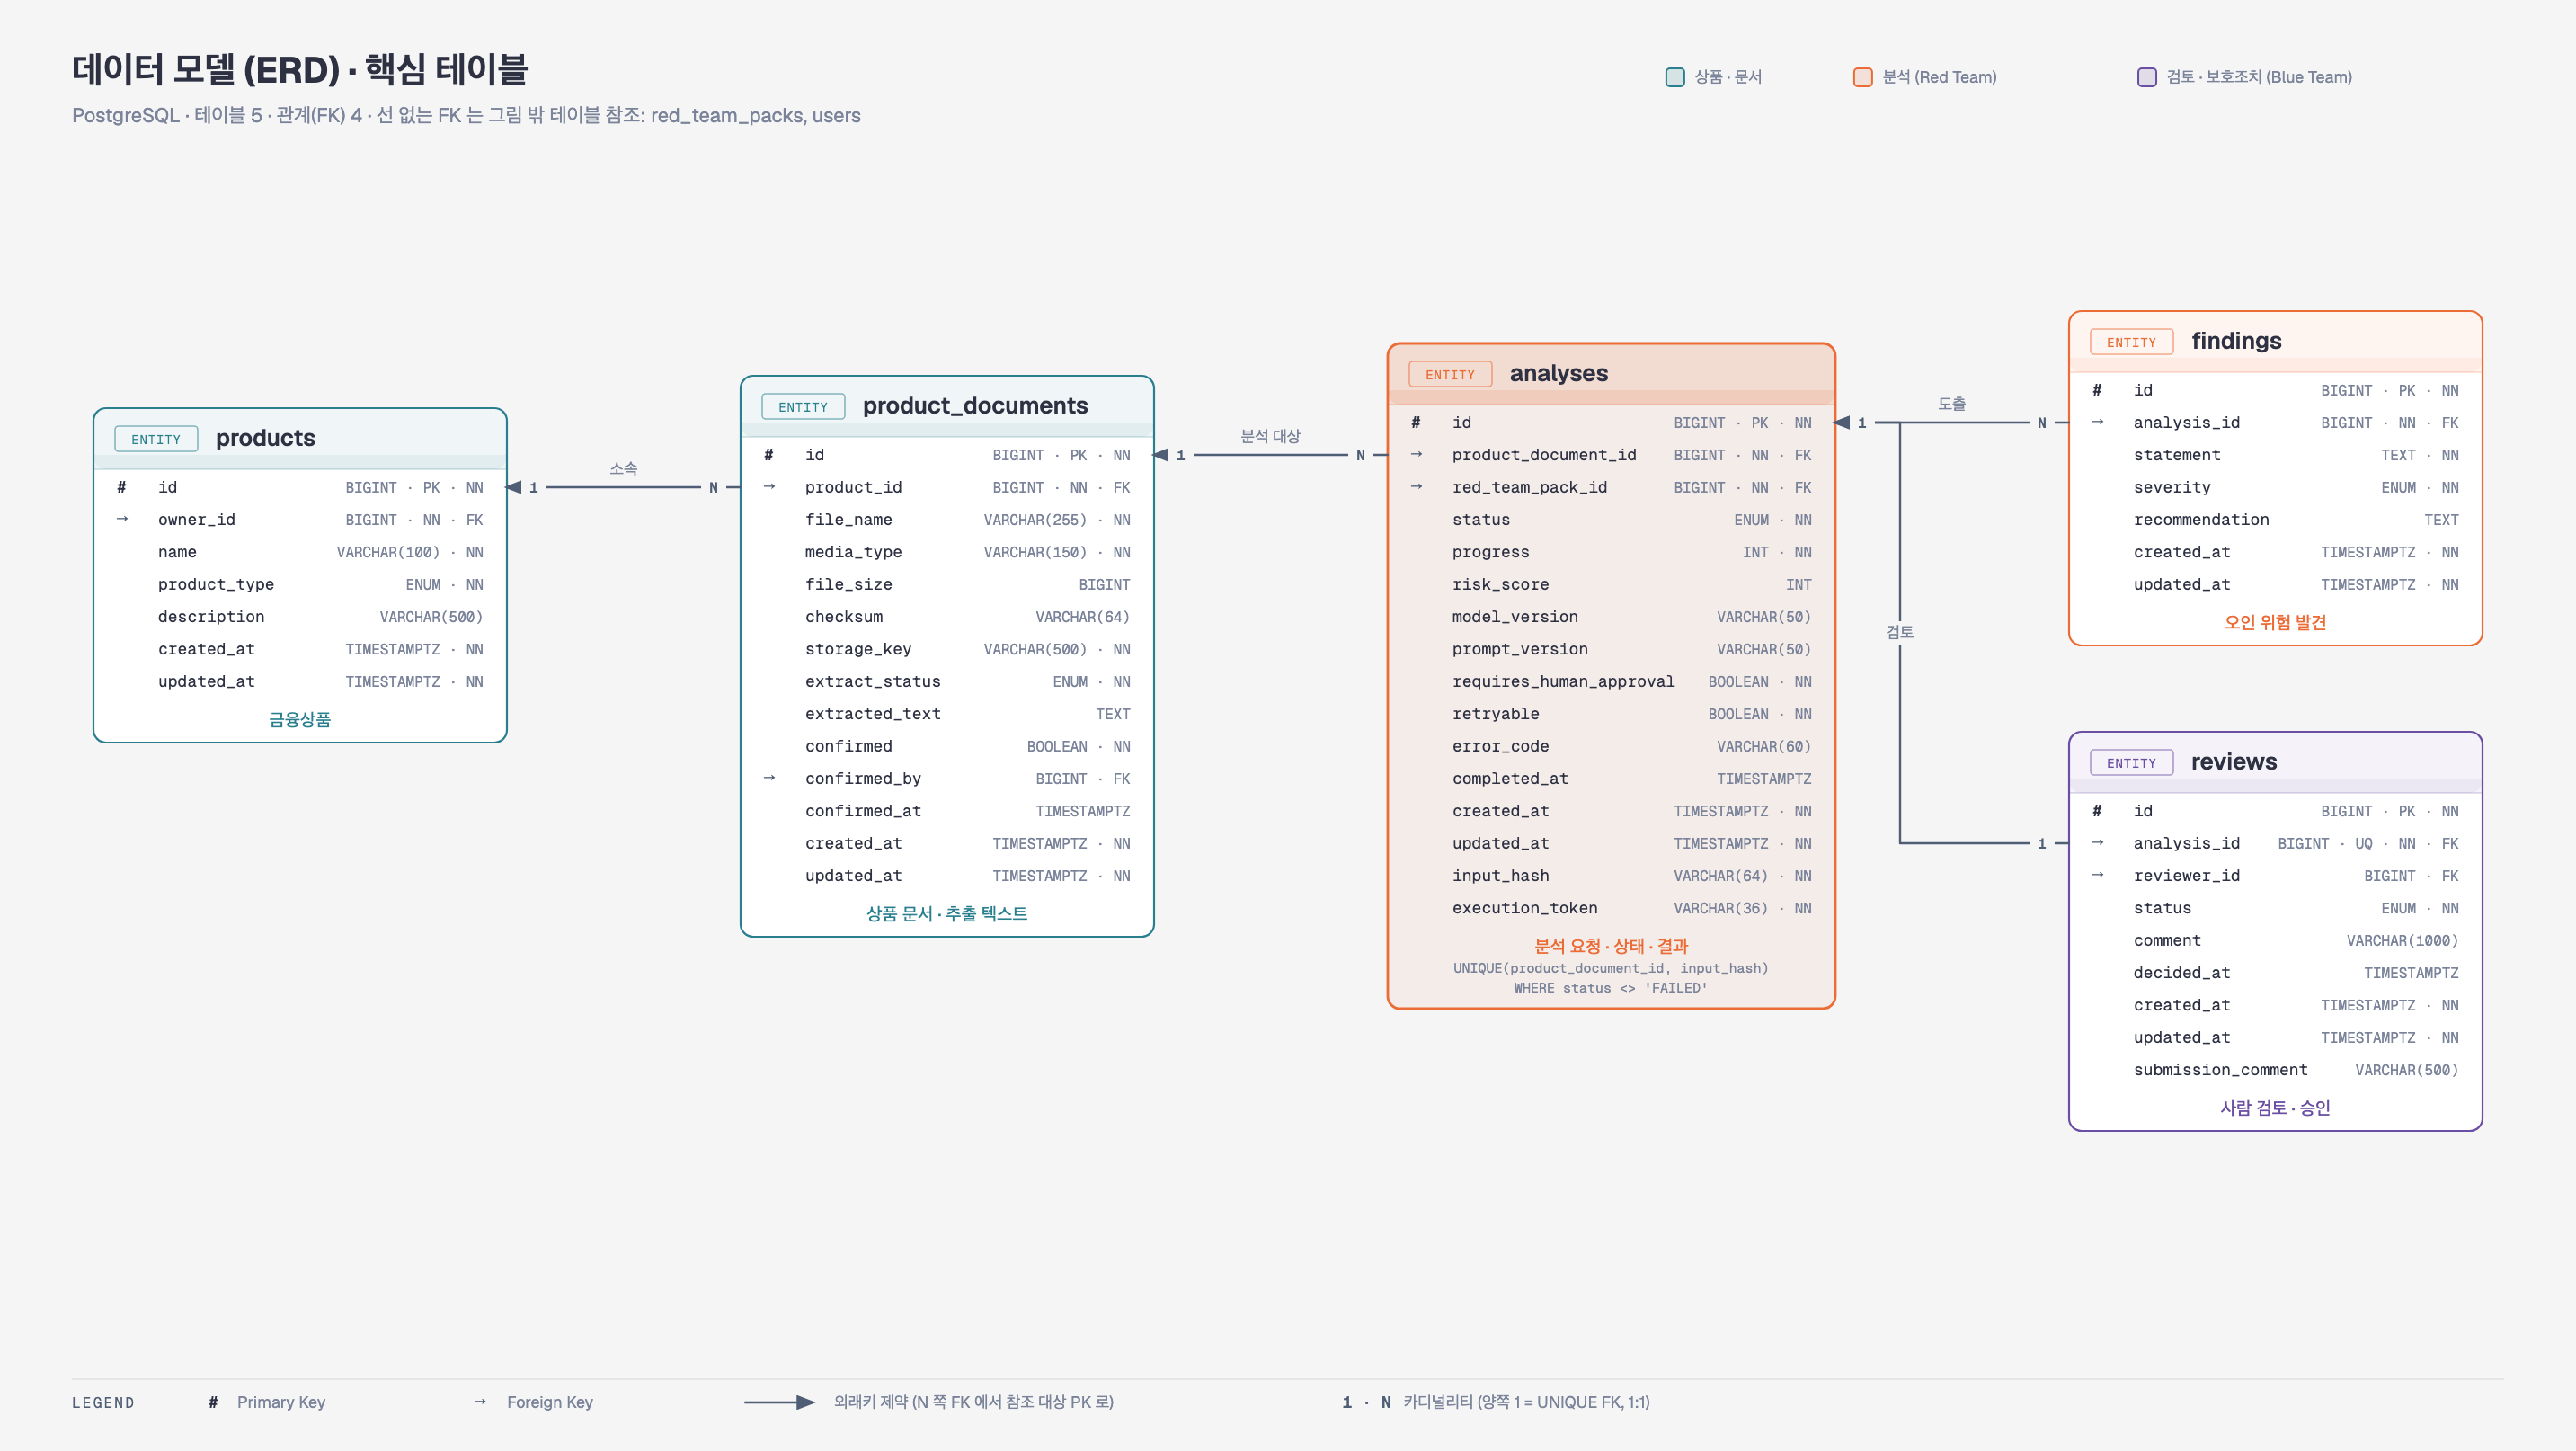 데이터 모델 (ERD) · 핵심 테이블
PostgreSQL · 테이블 5 · 관계(FK) 4 · 선 없는 FK 는 그림 밖 테이블 참조: red_team_packs, users
상품 · 문서
분석 (Red Team)
검토 · 보호조치 (Blue Team)
ENTITY products
# id BIGINT · PK · NN
→ owner_id BIGINT · NN · FK
name VARCHAR(100) · NN
product_type ENUM · NN
description VARCHAR(500)
created_at TIMESTAMPTZ · NN
updated_at TIMESTAMPTZ · NN
금융상품
1 소속 N
ENTITY product_documents
# id BIGINT · PK · NN
→ product_id BIGINT · NN · FK
file_name VARCHAR(255) · NN
media_type VARCHAR(150) · NN
file_size BIGINT
checksum VARCHAR(64)
storage_key VARCHAR(500) · NN
extract_status ENUM · NN
extracted_text TEXT
confirmed BOOLEAN · NN
→ confirmed_by BIGINT · FK
confirmed_at TIMESTAMPTZ
created_at TIMESTAMPTZ · NN
updated_at TIMESTAMPTZ · NN
상품 문서 · 추출 텍스트
1 분석 대상 N
ENTITY analyses
# id BIGINT · PK · NN
→ product_document_id BIGINT · NN · FK
→ red_team_pack_id BIGINT · NN · FK
status ENUM · NN
progress INT · NN
risk_score INT
model_version VARCHAR(50)
prompt_version VARCHAR(50)
requires_human_approval BOOLEAN · NN
retryable BOOLEAN · NN
error_code VARCHAR(60)
completed_at TIMESTAMPTZ
created_at TIMESTAMPTZ · NN
updated_at TIMESTAMPTZ · NN
input_hash VARCHAR(64) · NN
execution_token VARCHAR(36) · NN
분석 요청 · 상태 · 결과
UNIQUE(product_document_id, input_hash)
WHERE status <> 'FAILED'
1 도출 N
검토
1
ENTITY findings
# id BIGINT · PK · NN
→ analysis_id BIGINT · NN · FK
statement TEXT · NN
severity ENUM · NN
recommendation TEXT
created_at TIMESTAMPTZ · NN
updated_at TIMESTAMPTZ · NN
오인 위험 발견
ENTITY reviews
# id BIGINT · PK · NN
→ analysis_id BIGINT · UQ · NN · FK
→ reviewer_id BIGINT · FK
status ENUM · NN
comment VARCHAR(1000)
decided_at TIMESTAMPTZ
created_at TIMESTAMPTZ · NN
updated_at TIMESTAMPTZ · NN
submission_comment VARCHAR(500)
사람 검토 · 승인
LEGEND # Primary Key → Foreign Key 외래키 제약 (N 쪽 FK 에서 참조 대상 PK 로) 1 · N 카디널리티 (양쪽 1 = UNIQUE FK, 1:1)